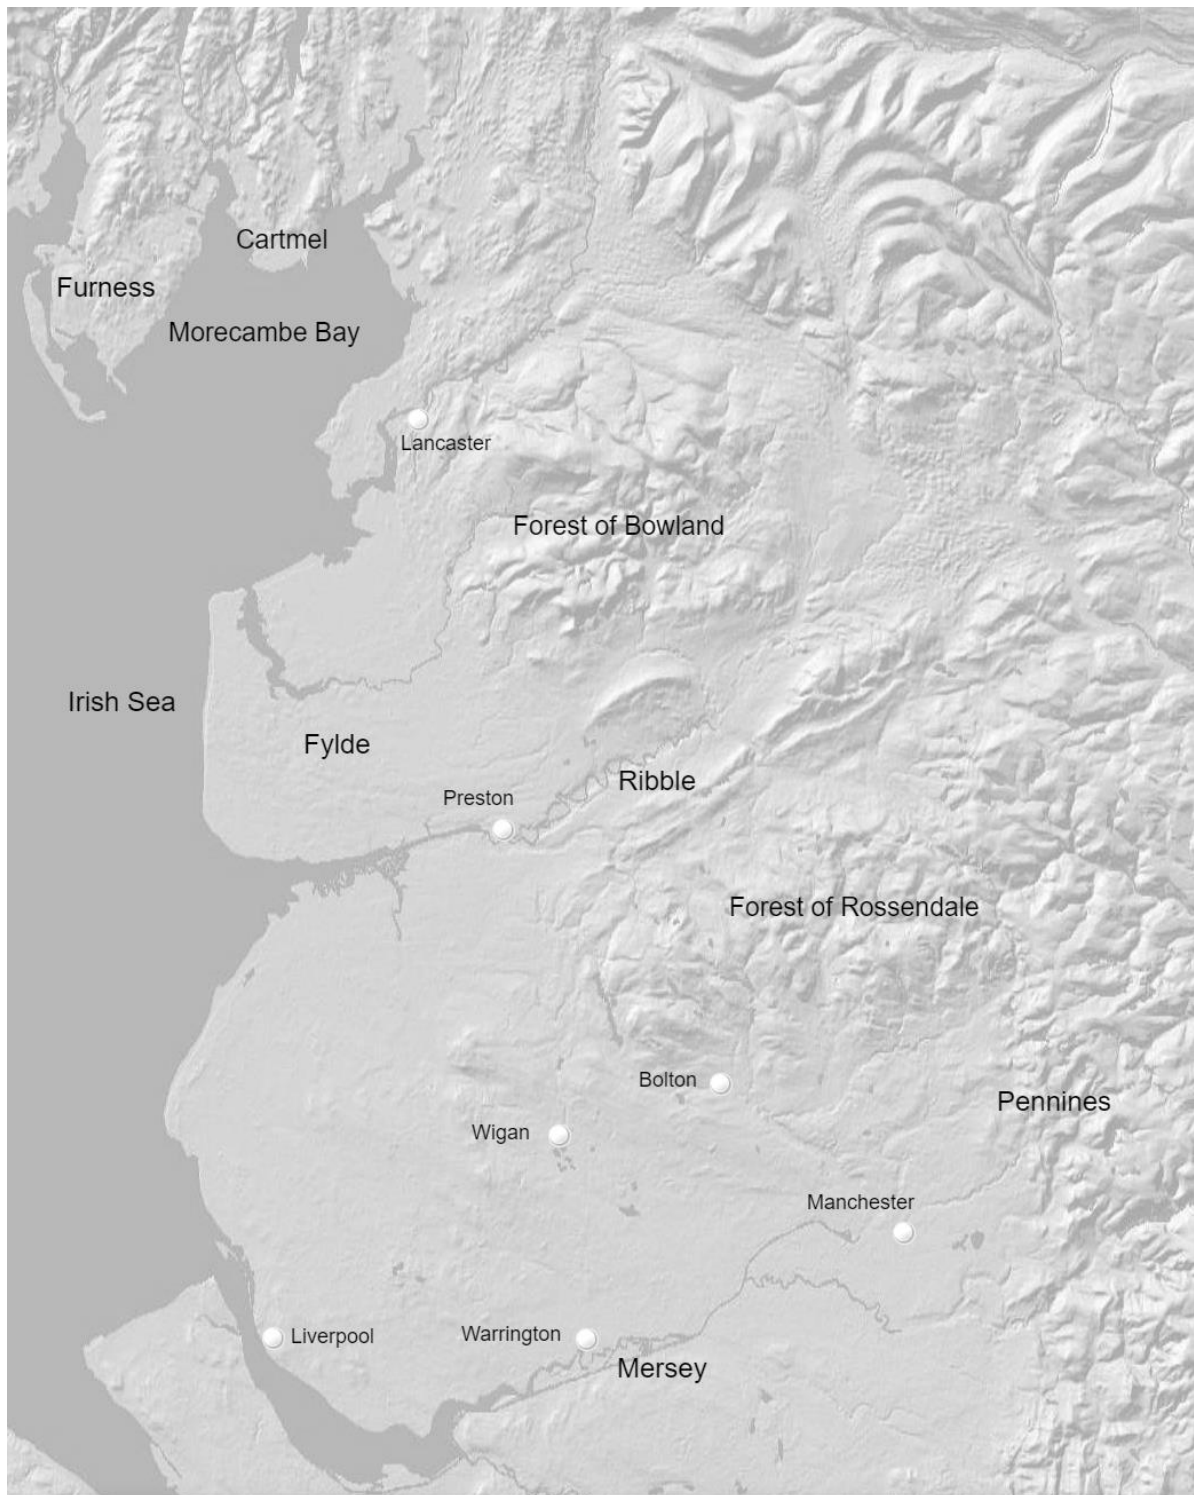 Cartmel
Furness
Morecambe Bay
Lancaster
Forest of Bowland
Irish Sea
Fylde
Ribble
Preston
Forest of Rossendale
Bolton
Pennines
Wigan
Manchester
Liverpool
Warrington
Mersey